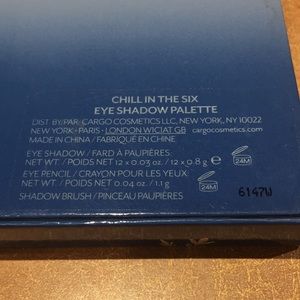 CHILL IN THE SIX
EYE SHADOW PALETTE
DIST. BY/PAR. CARGO COSMETICS LLC, NEW YORK, NY 10022
NEW YORK • PARIS • LONDON W1C1AT GB cargocosmetics.com
MADE IN CHINA / FABRIQUÉ EN CHINE
EYE SHADOW / FARD À PAUPIÈRES:
NET WT. / POIDS NET 12 x 0.03 oz. / 12 x 0.8 g ℮ 24M
EYE PENCIL / CRAYON POUR LES YEUX:
NET WT. / POIDS NET 0.04 oz. / 1.1 g 24M
6147W
SHADOW BRUSH / PINCEAU PAUPIÈRES